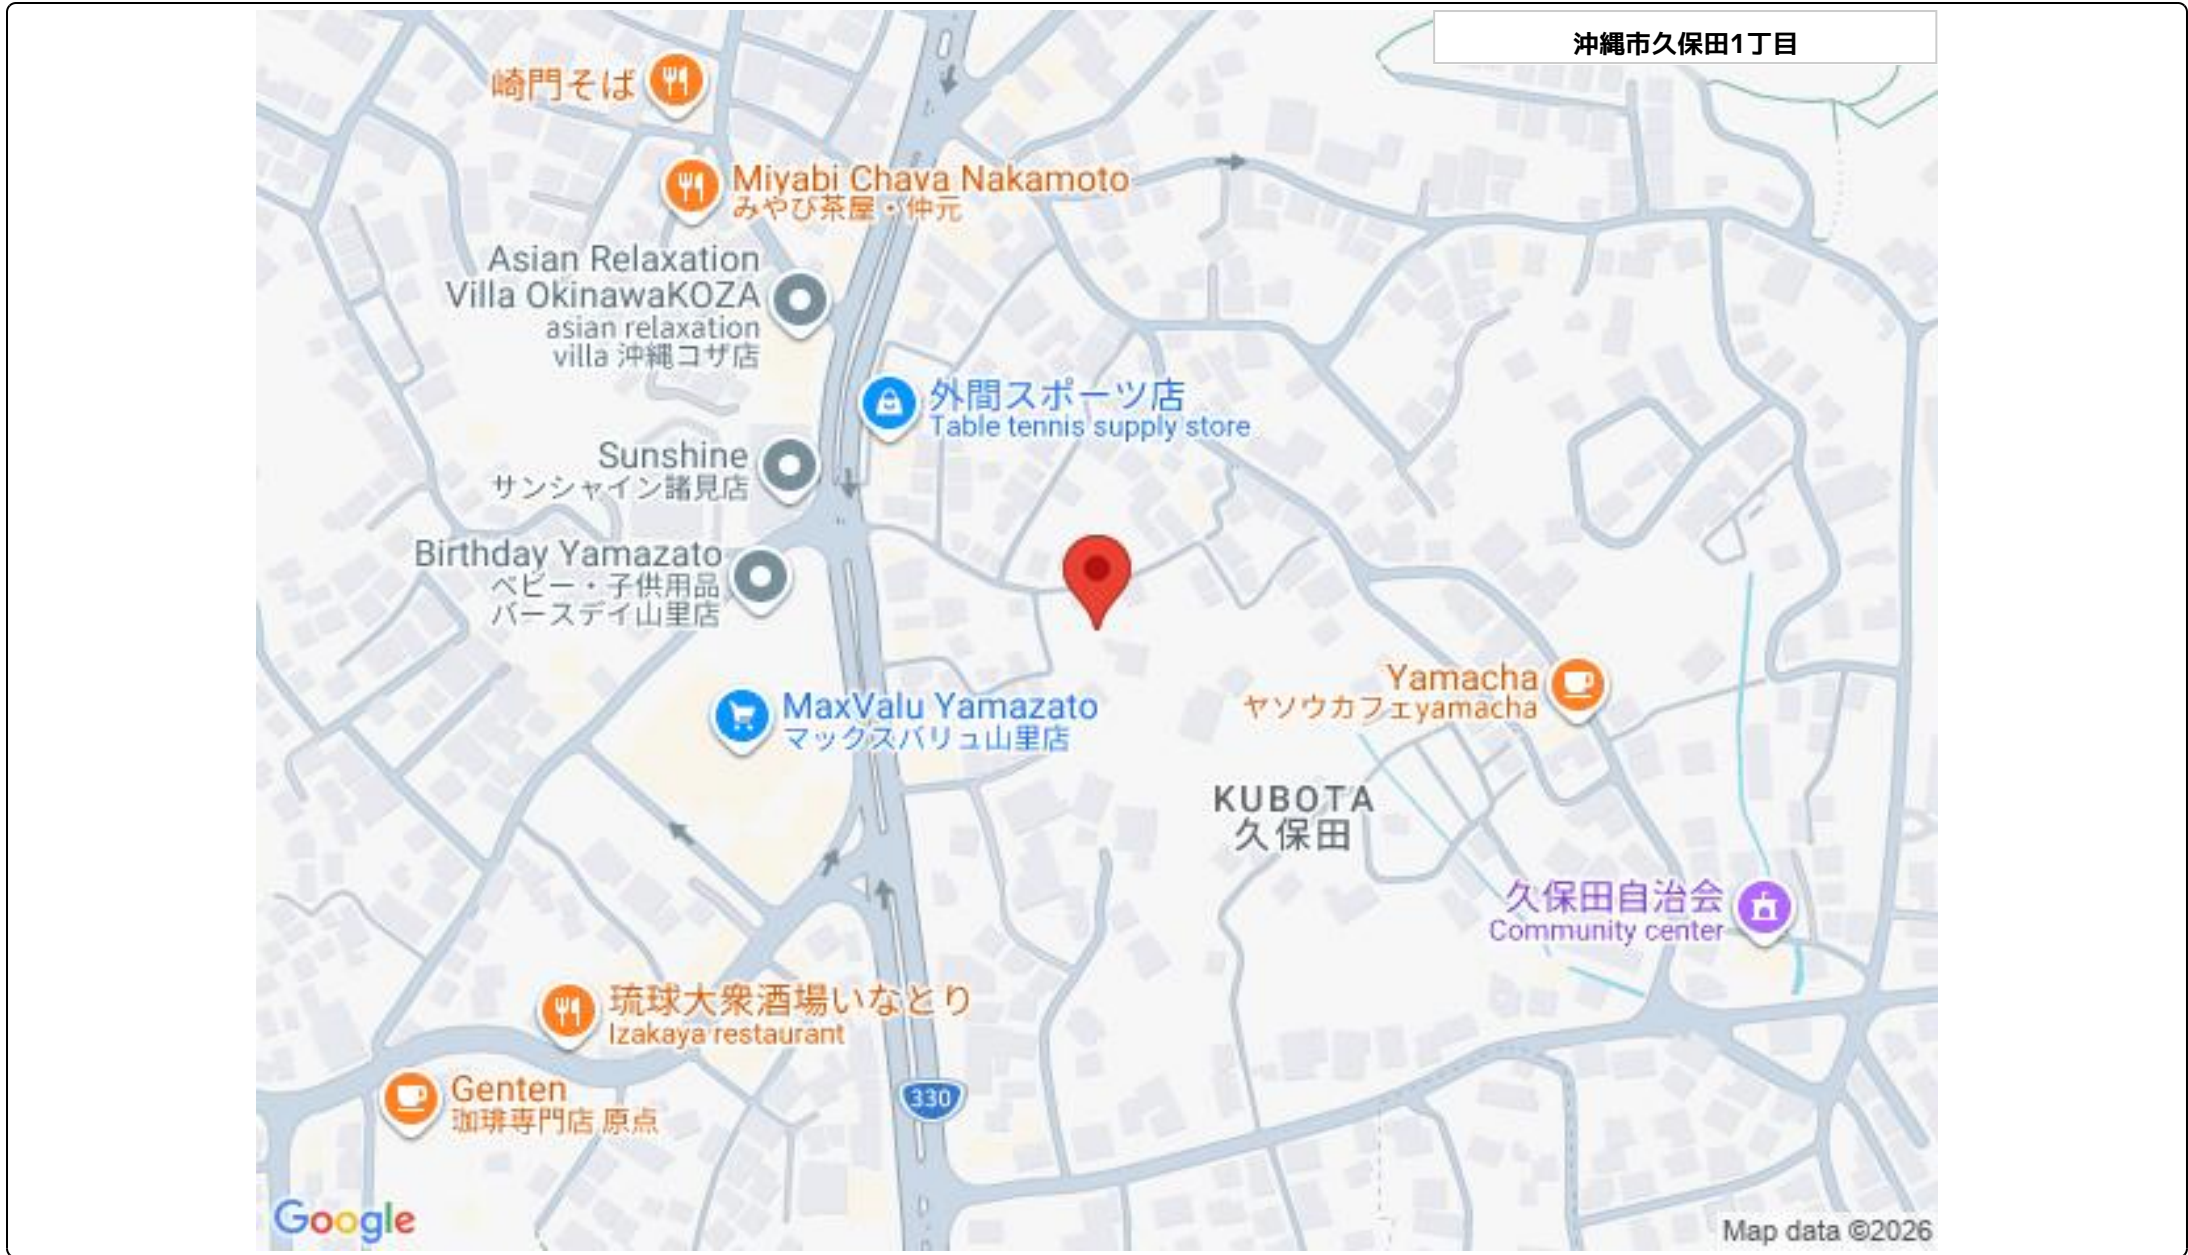 沖縄市久保田1丁目
崎門そば
Miyabi Chaya Nakamoto
みやび茶屋・仲元
Asian Relaxation
Villa OkinawaKOZA
asian relaxation
villa 沖縄コザ店
外間スポーツ店
Table tennis supply store
Sunshine
サンシャイン諸見店
Birthday Yamazato
ベビー・子供用品
バースデイ山里店
Yamacha
ヤソウカフェyamacha
MaxValu Yamazato
マックスバリュ山里店
KUBOTA
久保田
久保田自治会
Community center
琉球大衆酒場いなとり
Izakaya restaurant
330
Genten
珈琲専門店 原点
Google
Map data ©2026